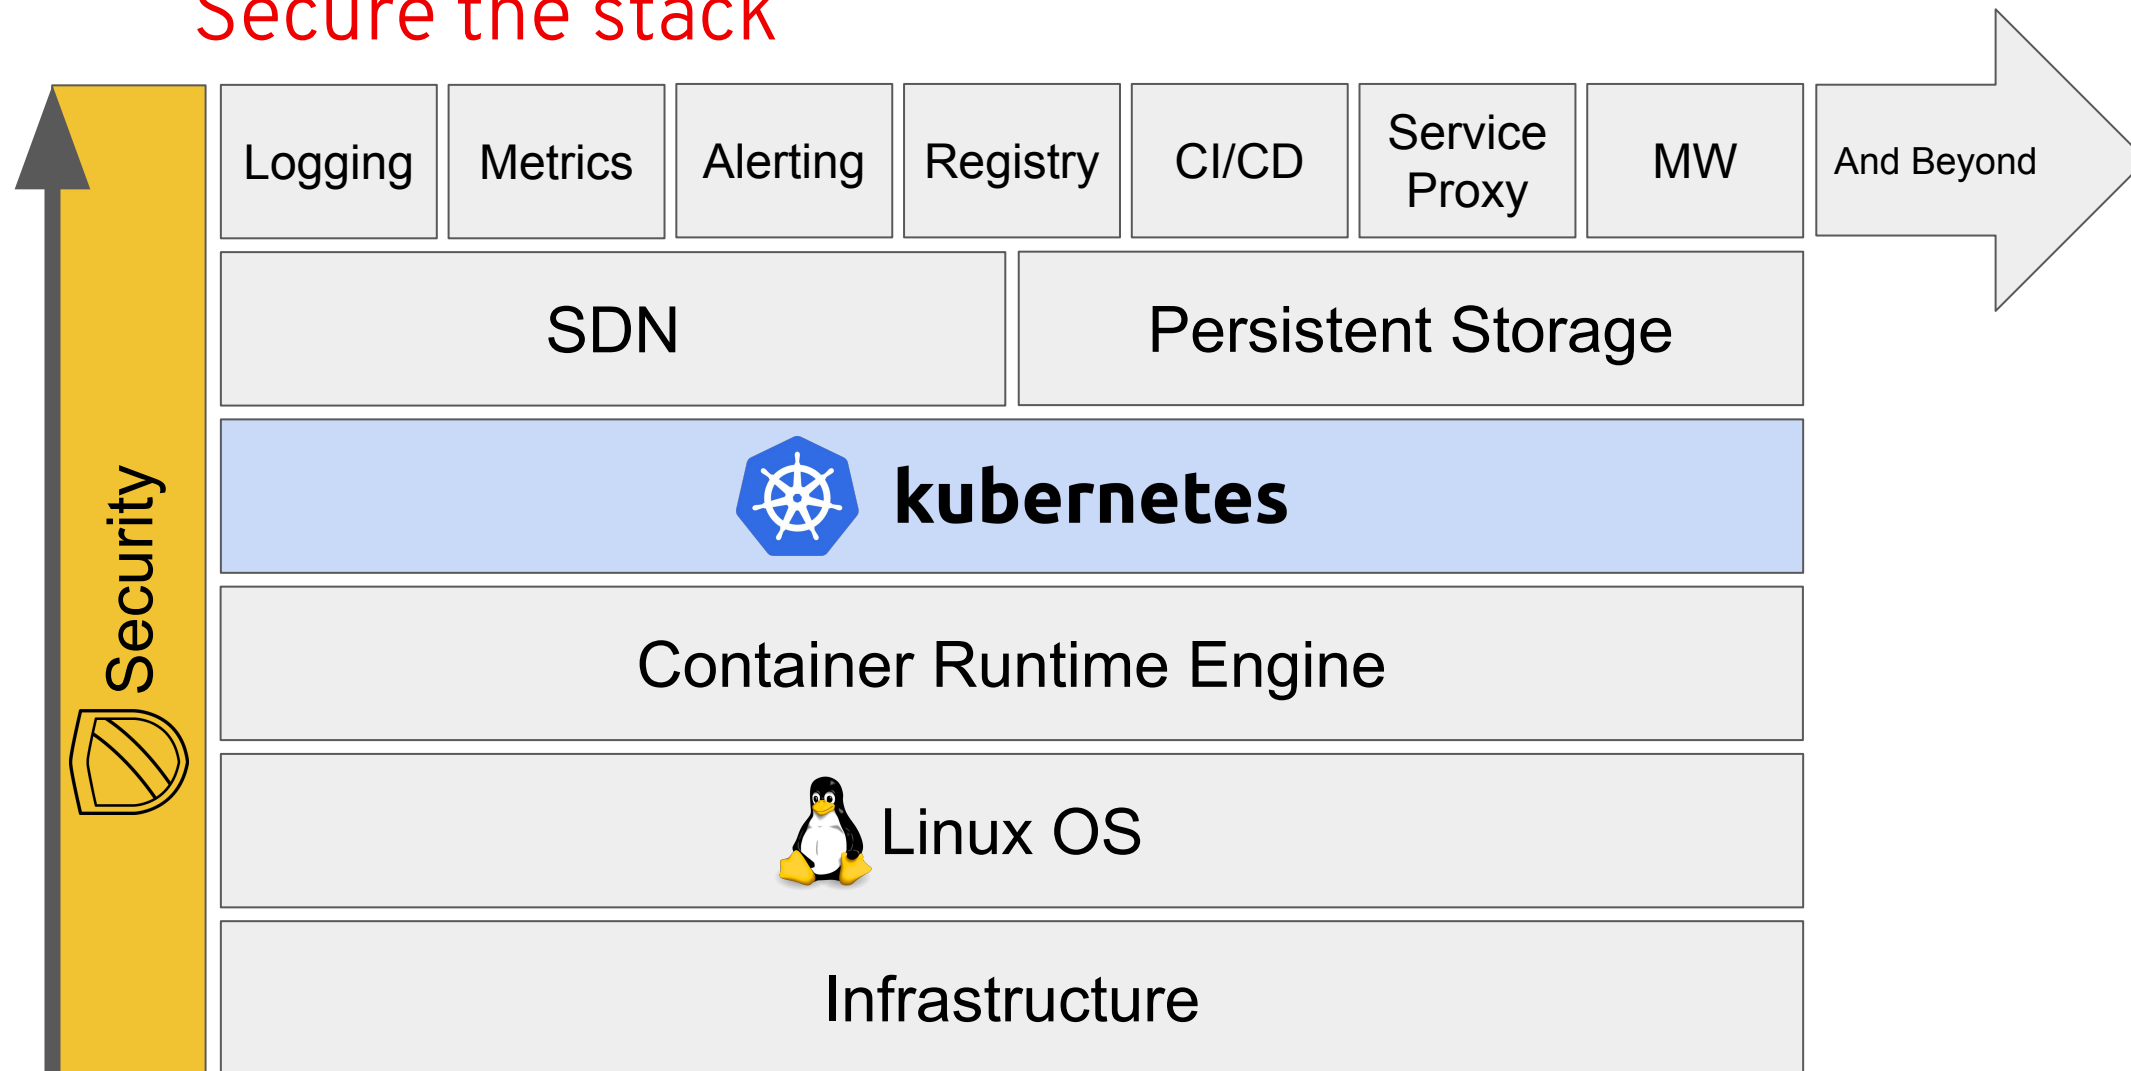 Secure the stack
Logging
Metrics
Alerting
Registry
CI/CD
Service
Proxy
MW
And Beyond
SDN
Persistent Storage
kubernetes
Security
Container Runtime Engine
Linux OS
Infrastructure